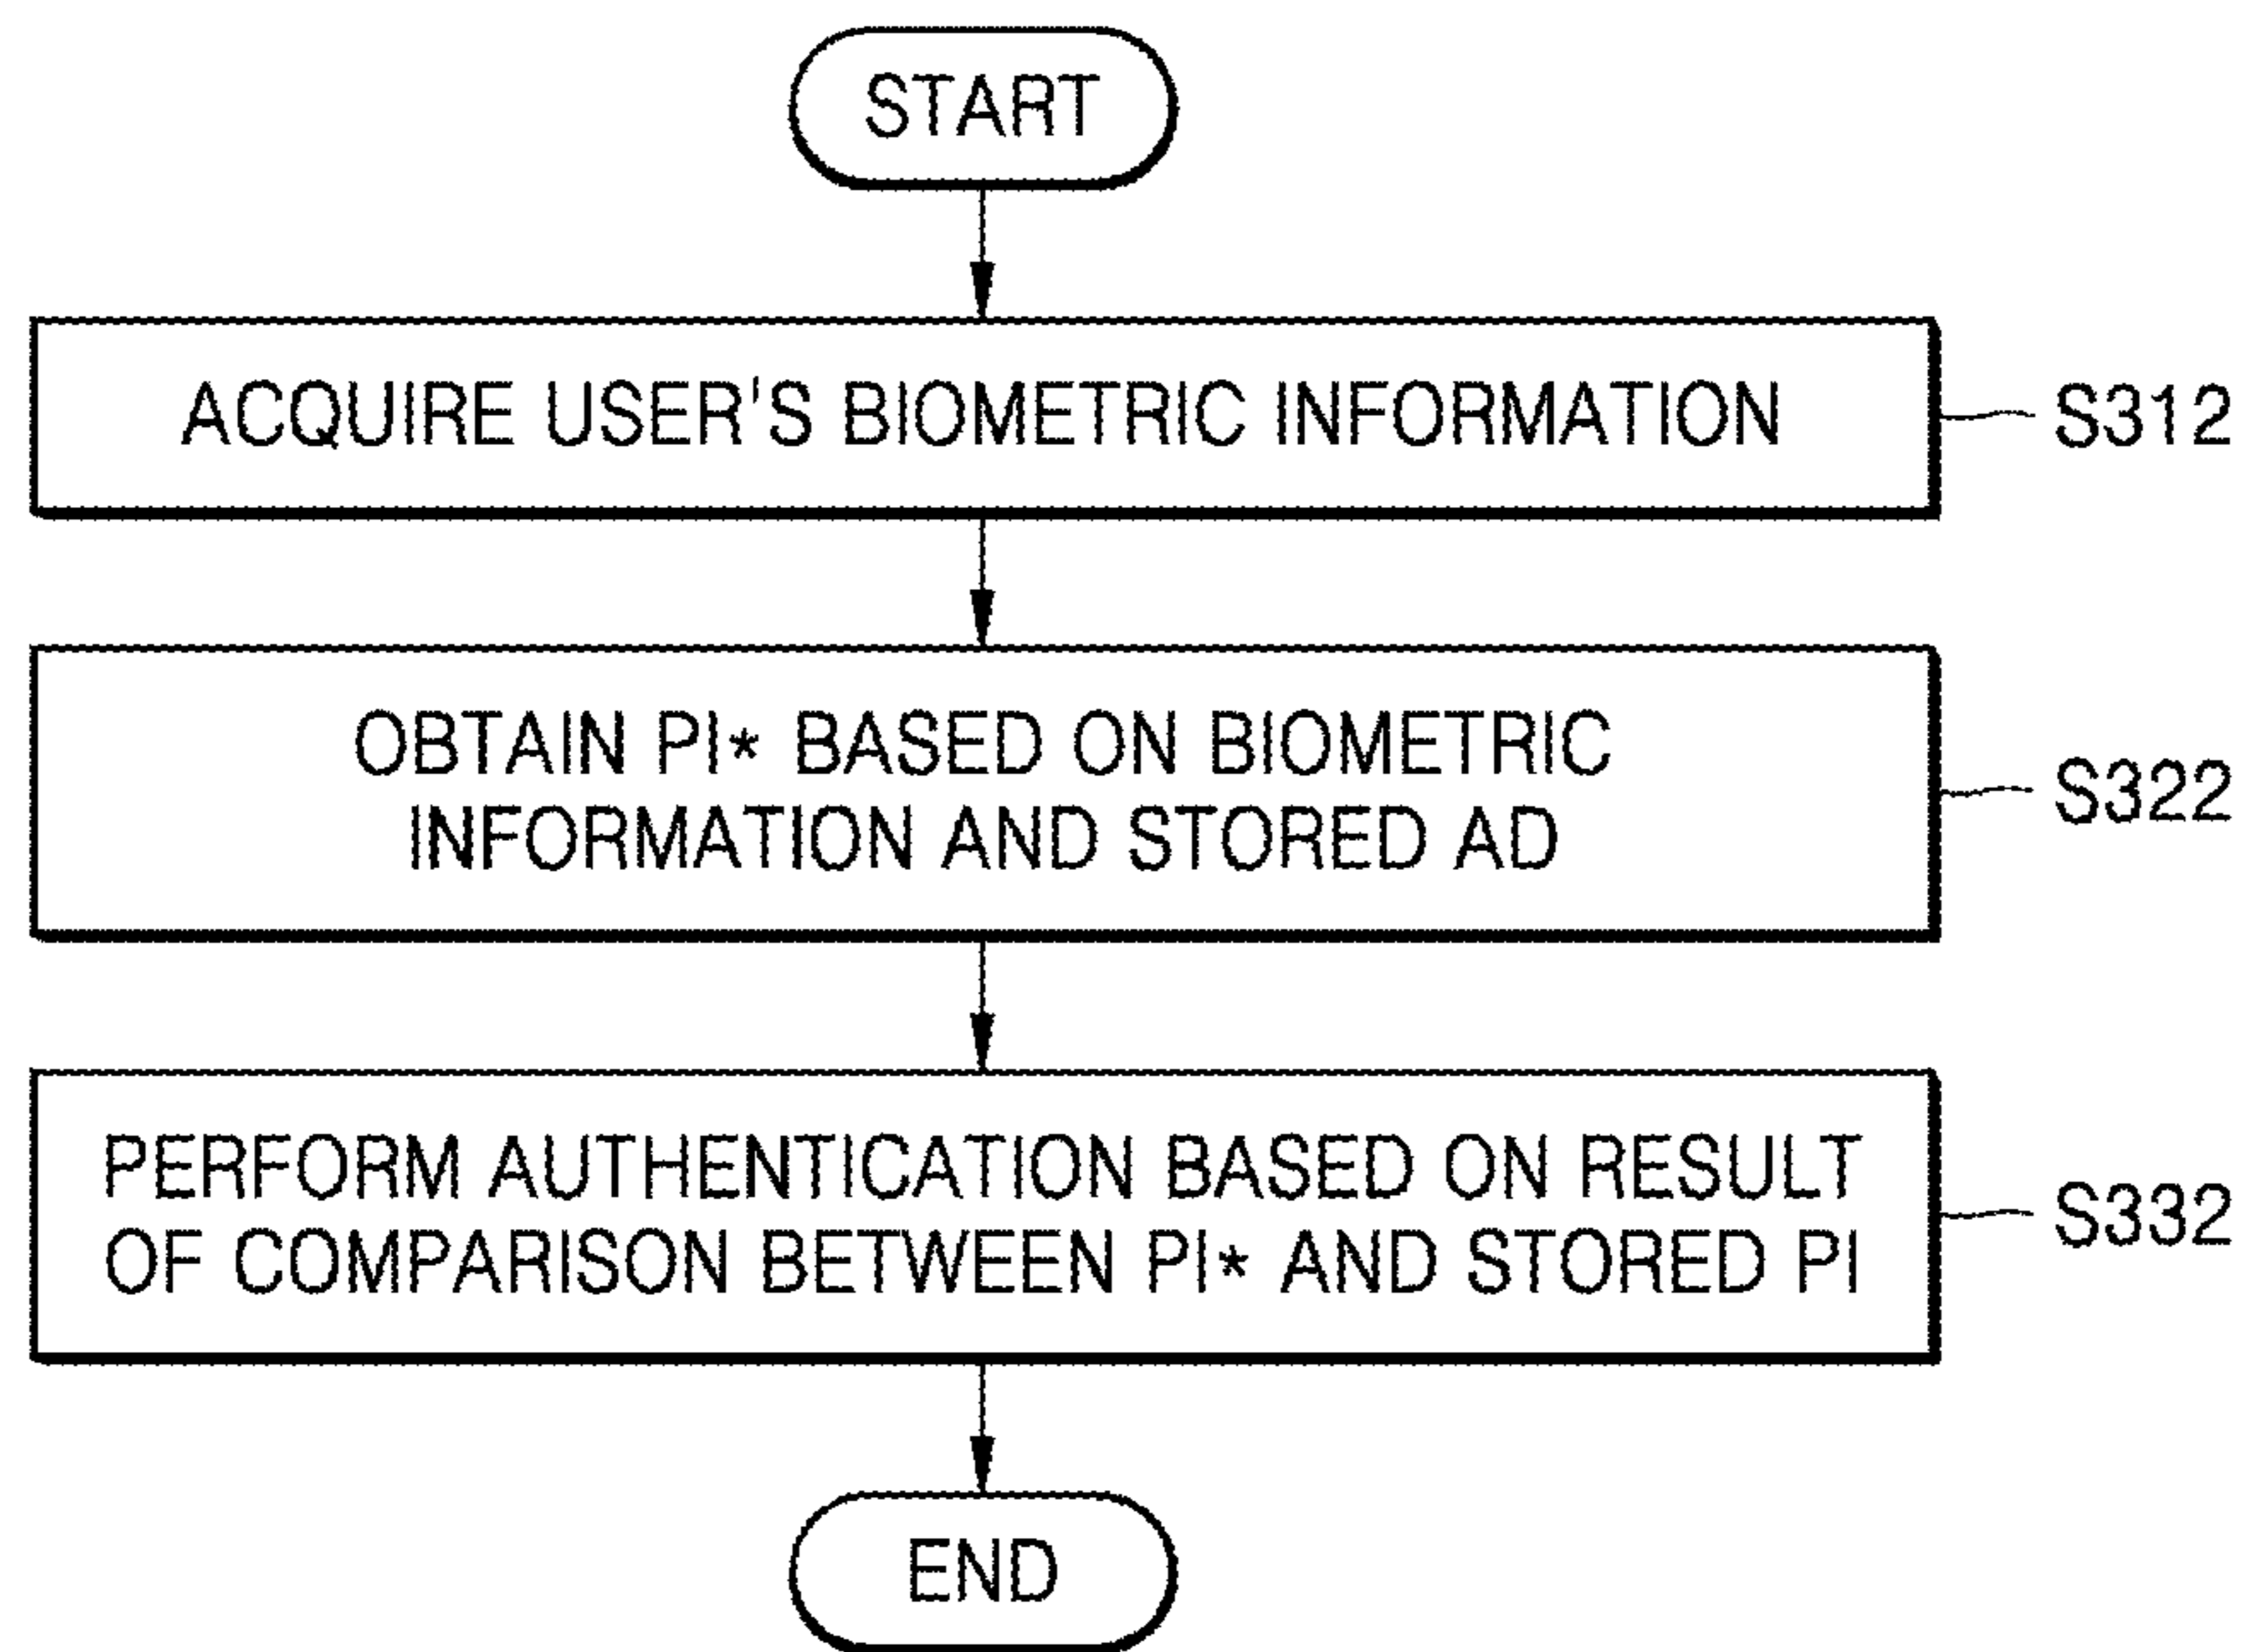 START
ACQUIRE USER'S BIOMETRIC INFORMATION
S312
OBTAIN PI* BASED ON BIOMETRIC
INFORMATION AND STORED AD
S322
PERFORM AUTHENTICATION BASED ON RESULT
OF COMPARISON BETWEEN PI* AND STORED PI
S332
END